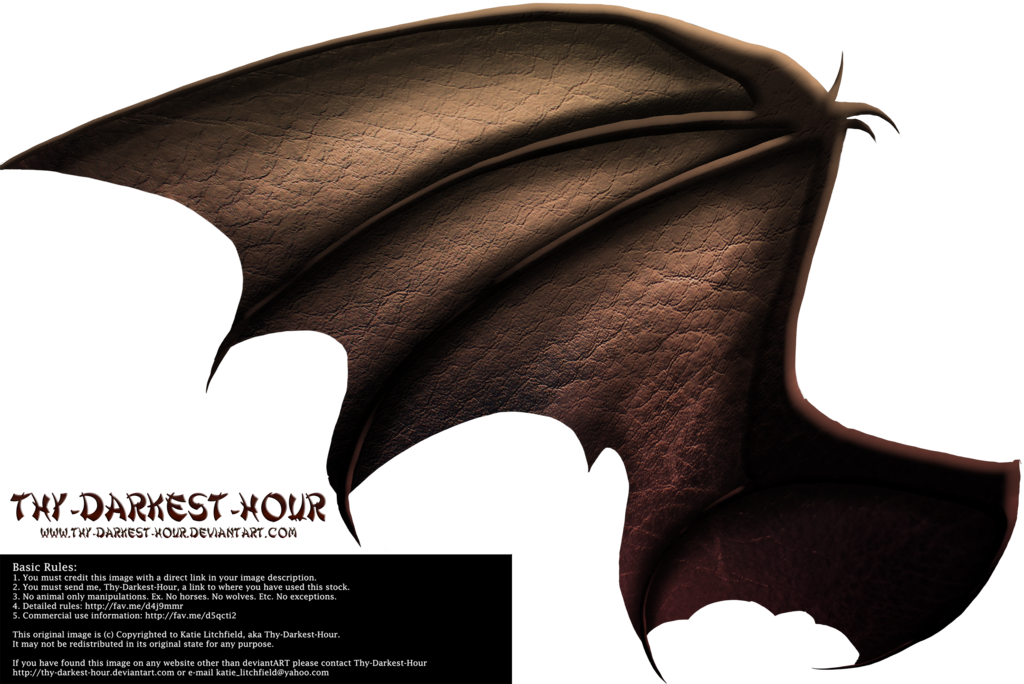 THY-DARKEST-HOUR
WWW.THY-DARKEST-HOUR.DEVIANTART.COM
Basic Rules:
1. You must credit this image with a direct link in your image description.
2. You must send me, Thy-Darkest-Hour, a link to where you have used this stock.
3. No animal only manipulations. Ex. No horses. No wolves. Etc. No exceptions.
4. Detailed rules: http://fav.me/d4j9mmr
5. Commercial use information: http://fav.me/d5qcti2
This original image is (c) Copyrighted to Katie Litchfield, aka Thy-Darkest-Hour.
It may not be redistributed in its original state for any purpose.
If you have found this image on any website other than deviantART please contact Thy-Darkest-Hour
http://thy-darkest-hour.deviantart.com or e-mail katie_litchfield@yahoo.com